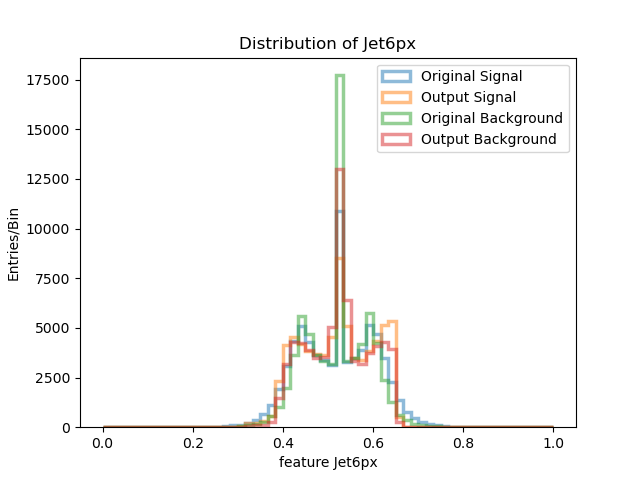 Distribution of Jet6px
Original Signal
Output Signal
Original Background
Output Background
17500
15000
12500
10000
7500
5000
2500
0
Entries/Bin
0.0 0.2 0.4 0.6 0.8 1.0
feature Jet6px